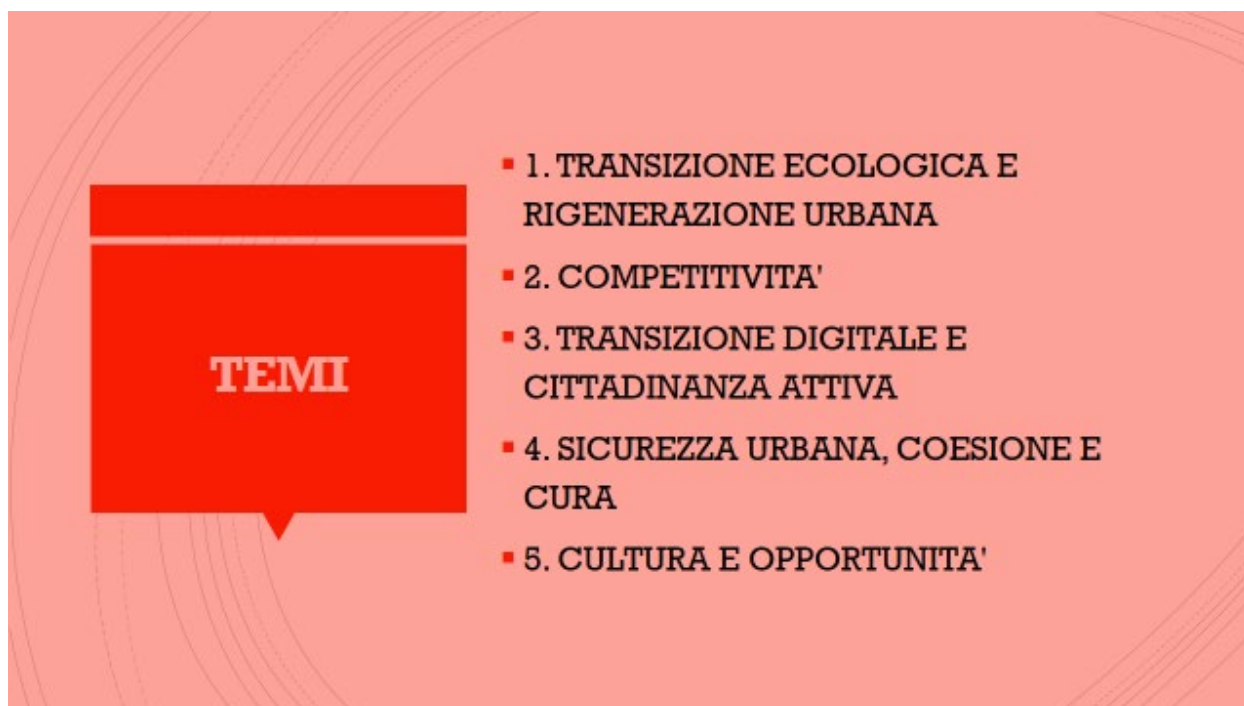 TEMI
1. TRANSIZIONE ECOLOGICA E
RIGENERAZIONE URBANA
2. COMPETITIVITA'
3. TRANSIZIONE DIGITALE E
CITTADINANZA ATTIVA
4. SICUREZZA URBANA, COESIONE E
CURA
5. CULTURA E OPPORTUNITA'